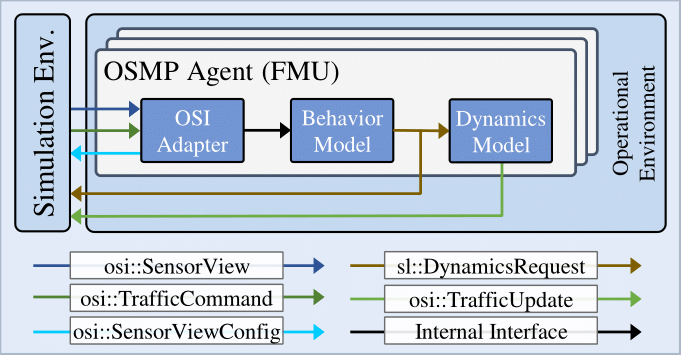 Simulation Env.
OSMP Agent (FMU)
OSI
Adapter
Behavior
Model
Dynamics
Model
Operational
Environment
osi::SensorView
sl::DynamicsRequest
osi::TrafficCommand
osi::TrafficUpdate
osi::SensorViewConfig
Internal Interface